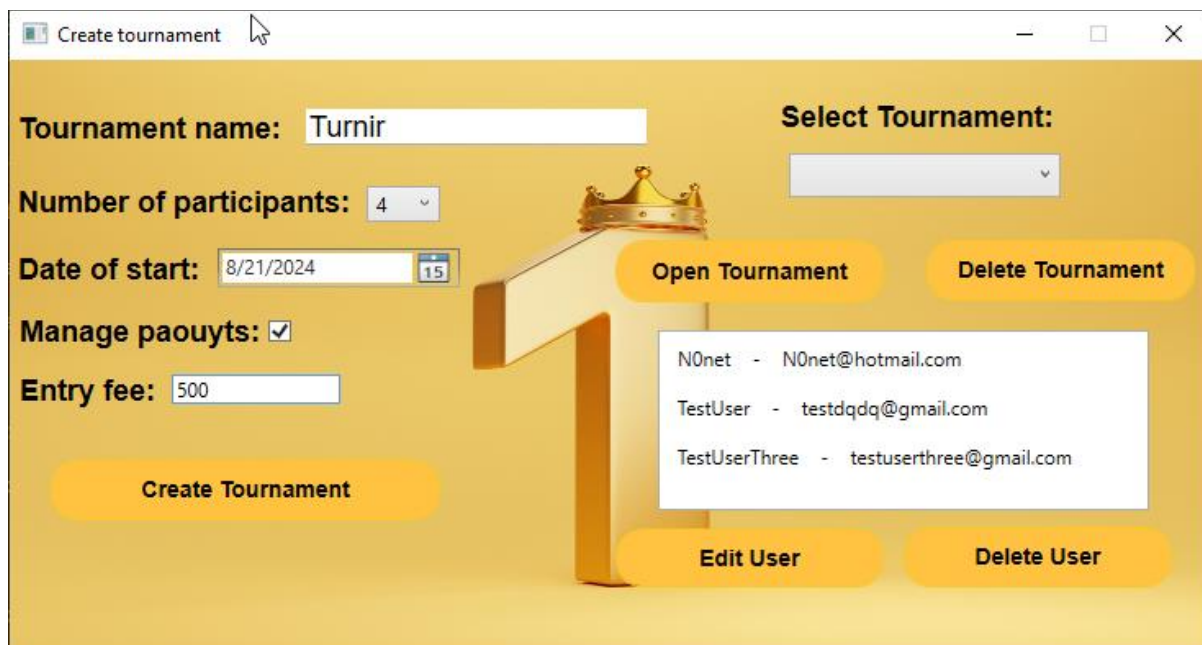 Create tournament
Tournament name: Turnir
Number of participants: 4
Date of start: 8/21/2024 15
Manage paouyts:
Entry fee: 500
Create Tournament
Select Tournament:
Open Tournament Delete Tournament
N0net - N0net@hotmail.com
TestUser - testdqdq@gmail.com
TestUserThree - testuserthree@gmail.com
Edit User Delete User